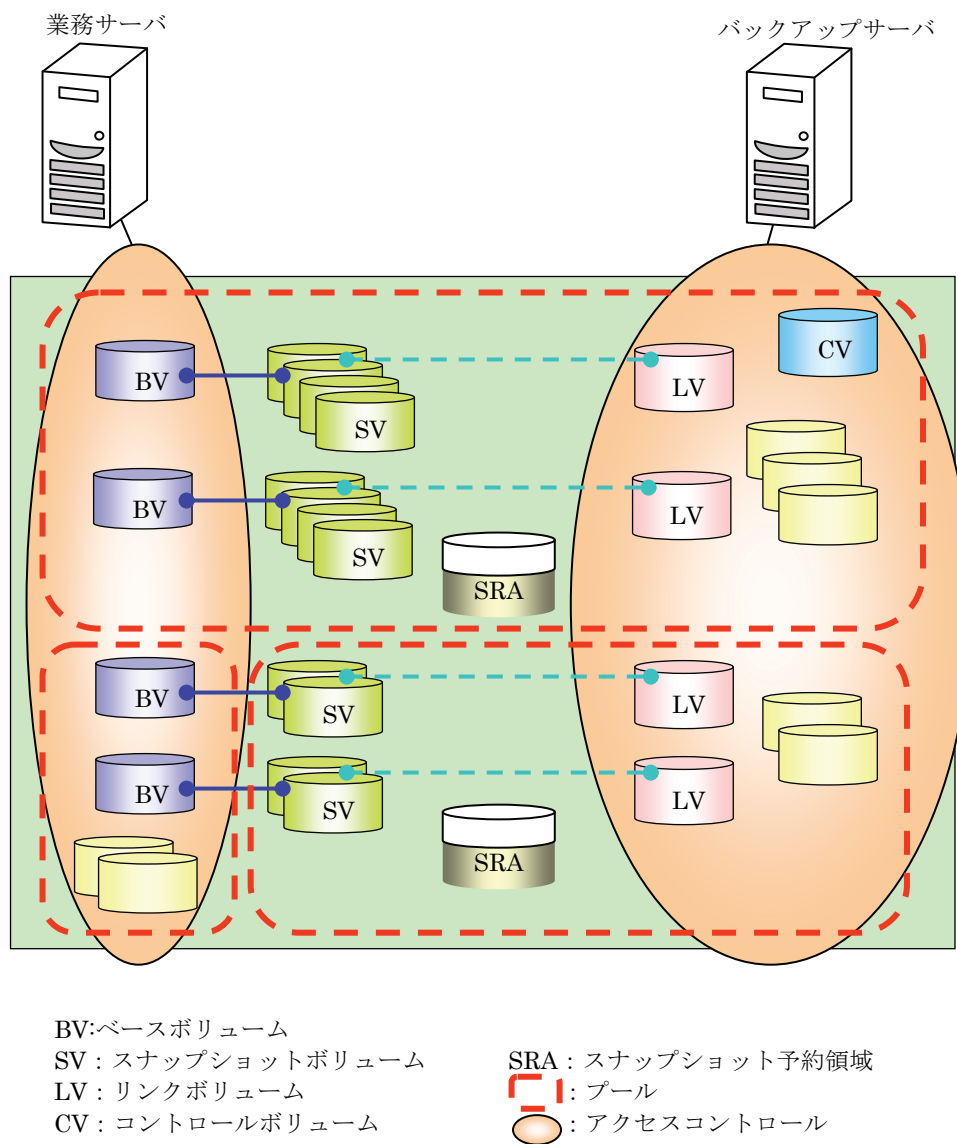 業務サーバ
バックアップサーバ
CV
BV
LV
SV
BV
LV
SV
SRA
BV
LV
SV
BV
LV
SV
SRA
BV:ベースボリューム
SV：スナップショットボリューム
LV：リンクボリューム
CV：コントロールボリューム
SRA：スナップショット予約領域
：プール
：アクセスコントロール